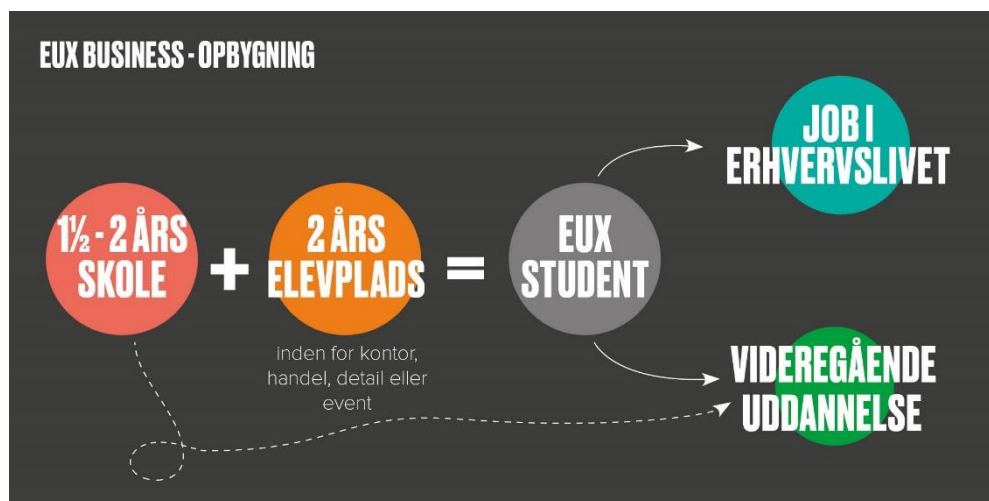 EUX BUSINESS - OPBYGNING
1½ - 2 ÅRS
SKOLE
+
2 ÅRS
ELEVPLADS
inden for kontor,
handel, detail eller
event
=
EUX
STUDENT
JOB I
ERHVERVSLIVET
VIDEREGÅENDE
UDDANNELSE